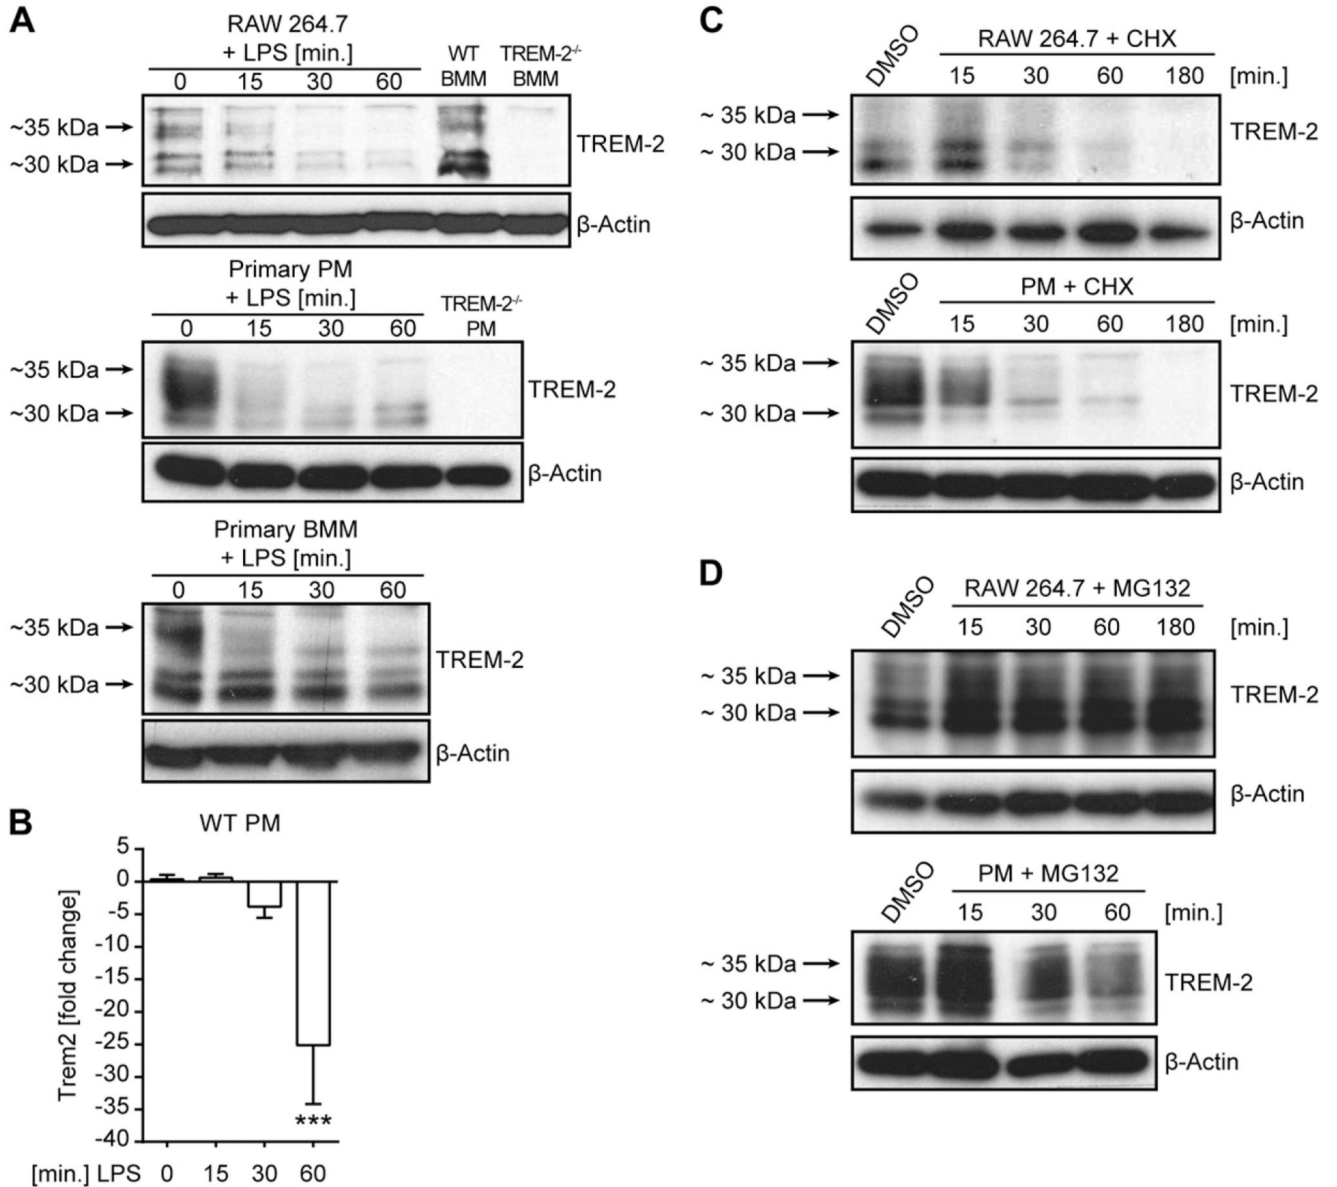 A
RAW 264.7
+ LPS [min.]
WT BMM
TREM-2-/- BMM
0 15 30 60
~35 kDa
~30 kDa
TREM-2
β-Actin
Primary PM
+ LPS [min.]
TREM-2-/- PM
0 15 30 60
~35 kDa
~30 kDa
TREM-2
β-Actin
Primary BMM
+ LPS [min.]
0 15 30 60
~35 kDa
~30 kDa
TREM-2
β-Actin
B
WT PM
Trem2 [fold change]
5
0
-5
-10
-15
-20
-25
-30
-35
-40
***
[min.] LPS 0 15 30 60
C
DMSO
RAW 264.7 + CHX
15 30 60 180 [min.]
~ 35 kDa
~ 30 kDa
TREM-2
β-Actin
DMSO
PM + CHX
15 30 60 180 [min.]
~ 35 kDa
~ 30 kDa
TREM-2
β-Actin
D
DMSO
RAW 264.7 + MG132
15 30 60 180 [min.]
~ 35 kDa
~ 30 kDa
TREM-2
β-Actin
DMSO
PM + MG132
15 30 60 [min.]
~ 35 kDa
~ 30 kDa
TREM-2
β-Actin